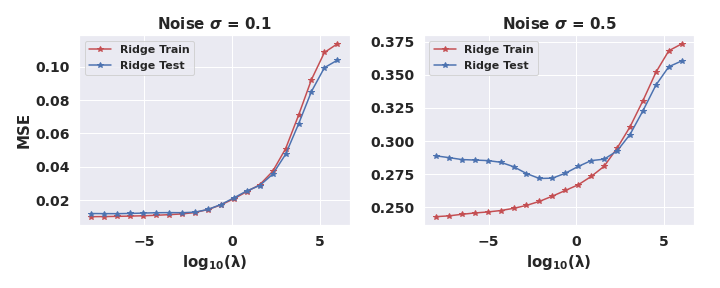 Noise σ = 0.1
Ridge Train
Ridge Test
0.10
0.08
0.06
0.04
0.02
MSE
−5
0
5
log₁₀(λ)
Noise σ = 0.5
Ridge Train
Ridge Test
0.375
0.350
0.325
0.300
0.275
0.250
−5
0
5
log₁₀(λ)